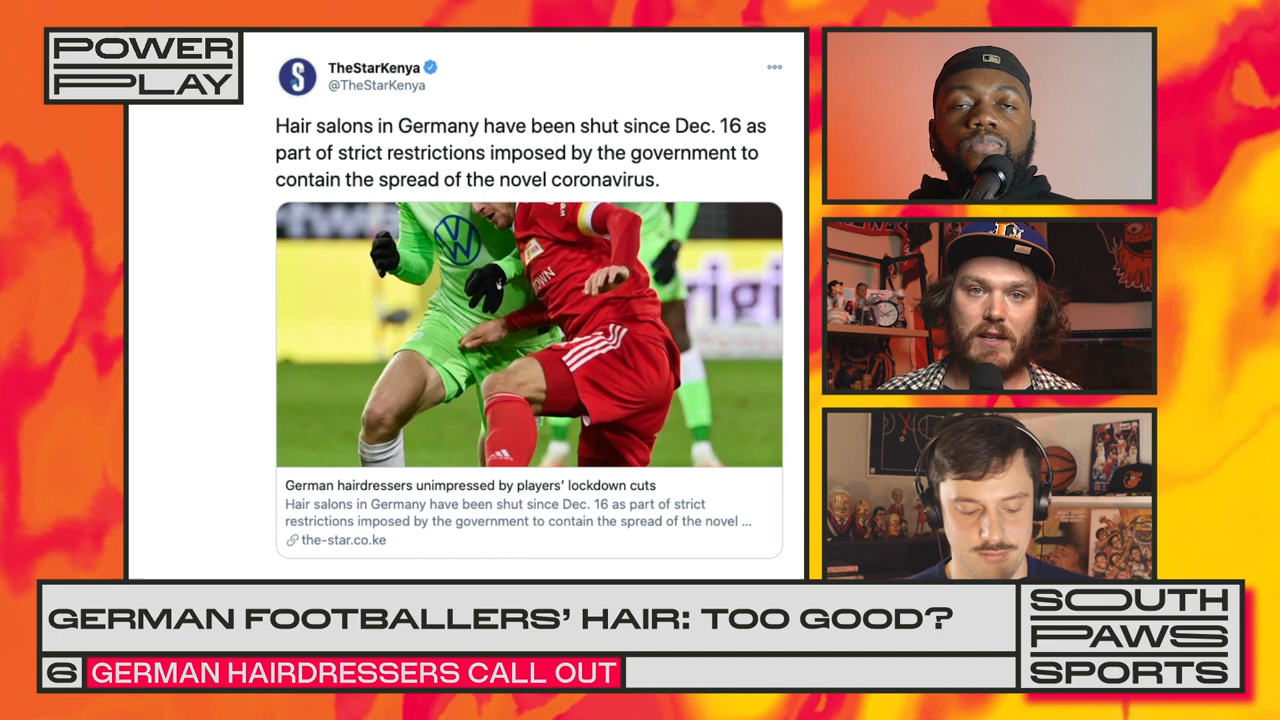 POWER
PLAY
TheStarKenya
@TheStarKenya
Hair salons in Germany have been shut since Dec. 16 as
part of strict restrictions imposed by the government to
contain the spread of the novel coronavirus.
OWN
rigi
German hairdressers unimpressed by players’ lockdown cuts
Hair salons in Germany have been shut since Dec. 16 as part of strict
restrictions imposed by the government to contain the spread of the novel ...
the-star.co.ke
GERMAN FOOTBALLERS’ HAIR: TOO GOOD?
6 GERMAN HAIRDRESSERS CALL OUT
SOUTH
PAWS
SPORTS